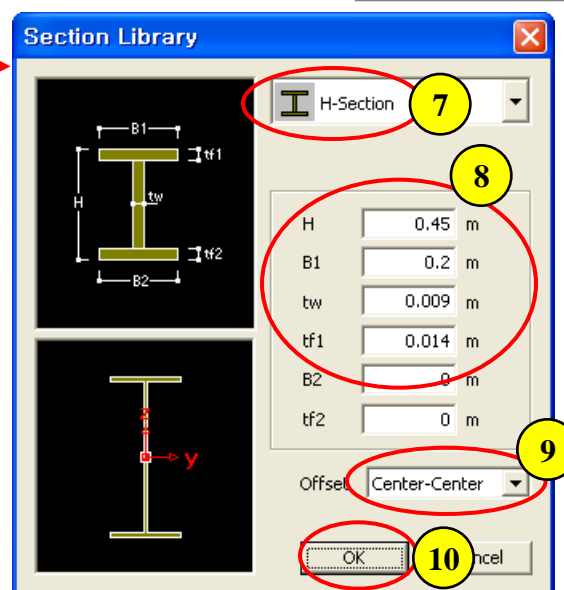 Section Library
H-Section 7
B1
tf1
H
tw
tf2
B2
8
H 0.45 m
B1 0.2 m
tw 0.009 m
tf1 0.014 m
B2 0 m
tf2 0 m
Z
y
9
Offset Center-Center
OK 10 ncel